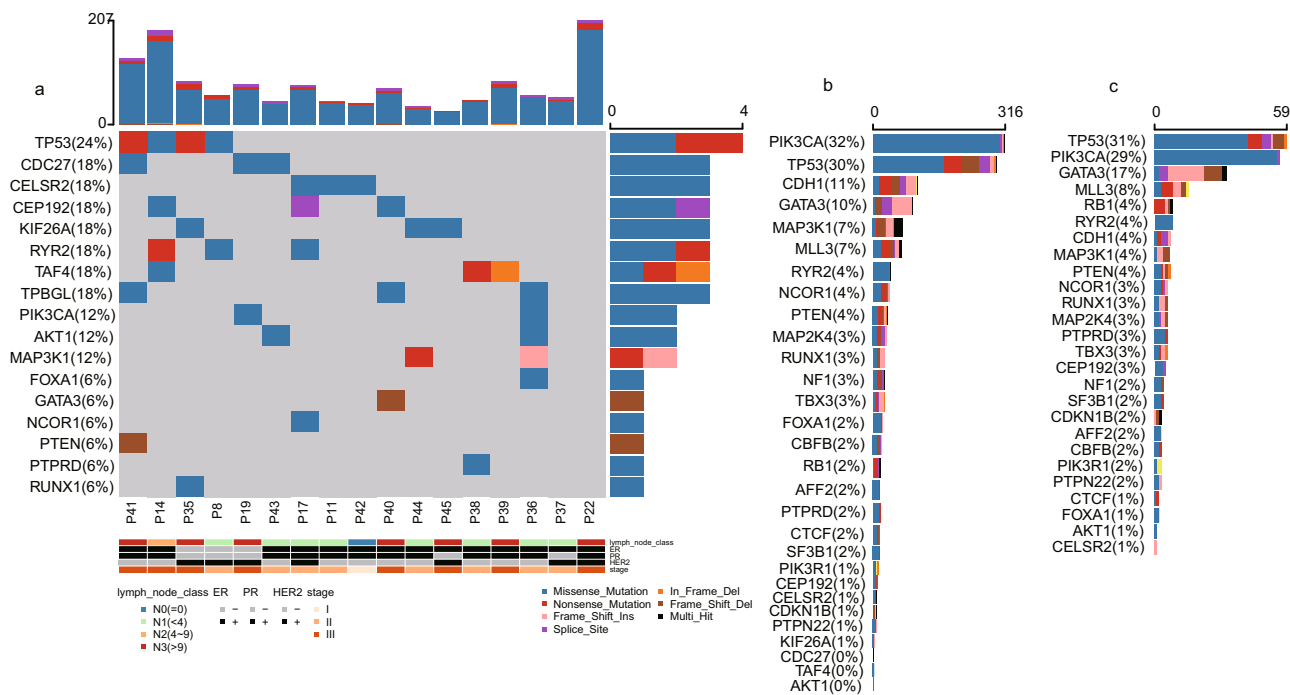 a
207
0
0 4
TP53(24%)
CDC27(18%)
CELSR2(18%)
CEP192(18%)
KIF26A(18%)
RYR2(18%)
TAF4(18%)
TPBGL(18%)
PIK3CA(12%)
AKT1(12%)
MAP3K1(12%)
FOXA1(6%)
GATA3(6%)
NCOR1(6%)
PTEN(6%)
PTPRD(6%)
RUNX1(6%)
P41 P14 P35 P8 P19 P43 P17 P11 P42 P40 P44 P45 P38 P39 P36 P37 P22
lymph_node_class
ER
PR
HER2
stage
lymph_node_class ER PR HER2 stage
N0(=0) − − − I
N1(<4) + + + II
N2(4~9) III
N3(>9)
Missense_Mutation In_Frame_Del
Nonsense_Mutation Frame_Shift_Del
Frame_Shift_Ins Multi_Hit
Splice_Site
b
0 316
PIK3CA(32%)
TP53(30%)
CDH1(11%)
GATA3(10%)
MAP3K1(7%)
MLL3(7%)
RYR2(4%)
NCOR1(4%)
PTEN(4%)
MAP2K4(3%)
RUNX1(3%)
NF1(3%)
TBX3(3%)
FOXA1(2%)
CBFB(2%)
RB1(2%)
AFF2(2%)
PTPRD(2%)
CTCF(2%)
SF3B1(2%)
PIK3R1(1%)
CEP192(1%)
CELSR2(1%)
CDKN1B(1%)
PTPN22(1%)
KIF26A(1%)
CDC27(0%)
TAF4(0%)
AKT1(0%)
c
0 59
TP53(31%)
PIK3CA(29%)
GATA3(17%)
MLL3(8%)
RB1(4%)
RYR2(4%)
CDH1(4%)
MAP3K1(4%)
PTEN(4%)
NCOR1(3%)
RUNX1(3%)
MAP2K4(3%)
PTPRD(3%)
TBX3(3%)
CEP192(3%)
NF1(2%)
SF3B1(2%)
CDKN1B(2%)
AFF2(2%)
CBFB(2%)
PIK3R1(2%)
PTPN22(2%)
CTCF(1%)
FOXA1(1%)
AKT1(1%)
CELSR2(1%)